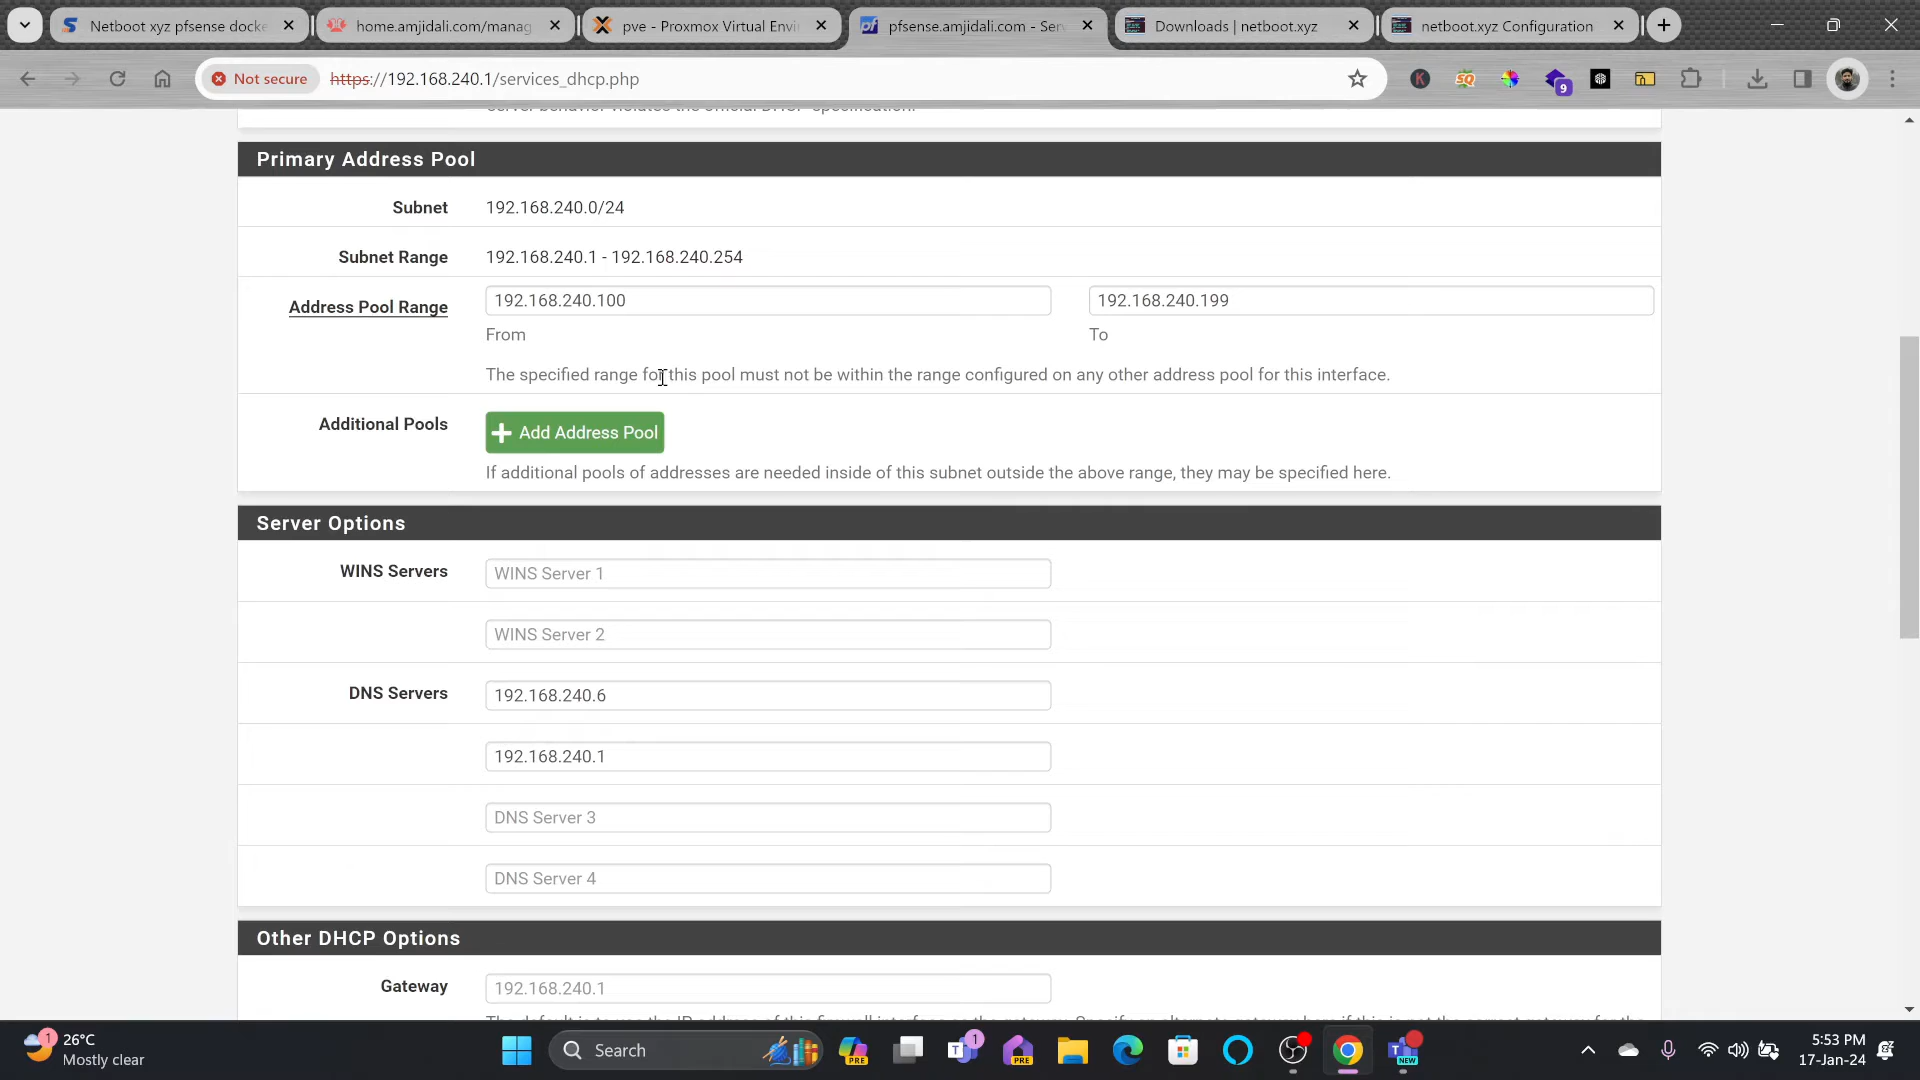 Netboot xyz pfsense docke
home.amjidali.com/manag
pve - Proxmox Virtual Envi
pfsense.amjidali.com - Ser
Downloads | netboot.xyz
netboot.xyz Configuration
Not secure
https://192.168.240.1/services_dhcp.php
9
Primary Address Pool
Subnet
192.168.240.0/24
Subnet Range
192.168.240.1 - 192.168.240.254
Address Pool Range
192.168.240.100
192.168.240.199
From
To
The specified range for this pool must not be within the range configured on any other address pool for this interface.
Additional Pools
Add Address Pool
If additional pools of addresses are needed inside of this subnet outside the above range, they may be specified here.
Server Options
WINS Servers
WINS Server 1
WINS Server 2
DNS Servers
192.168.240.6
192.168.240.1
DNS Server 3
DNS Server 4
Other DHCP Options
Gateway
192.168.240.1
1
26°C
Mostly clear
Search
PRE
1
PRE
NEW
5:53 PM
17-Jan-24